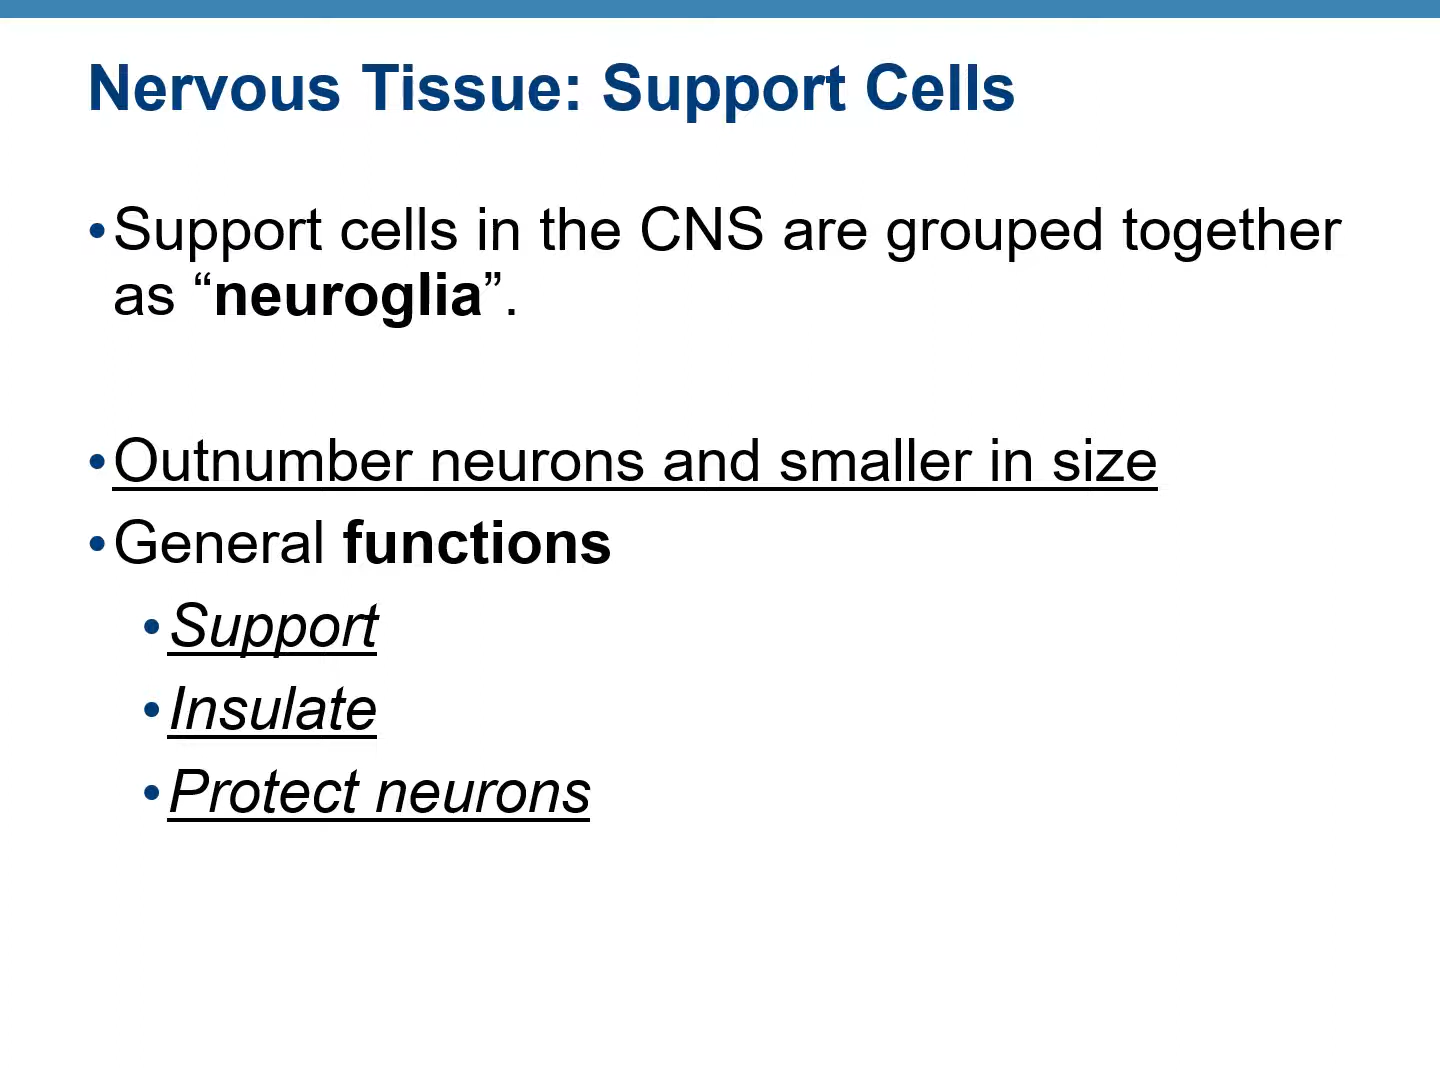 Nervous Tissue: Support Cells
•Support cells in the CNS are grouped together
as “neuroglia”.
•Outnumber neurons and smaller in size
•General functions
•Support
•Insulate
•Protect neurons